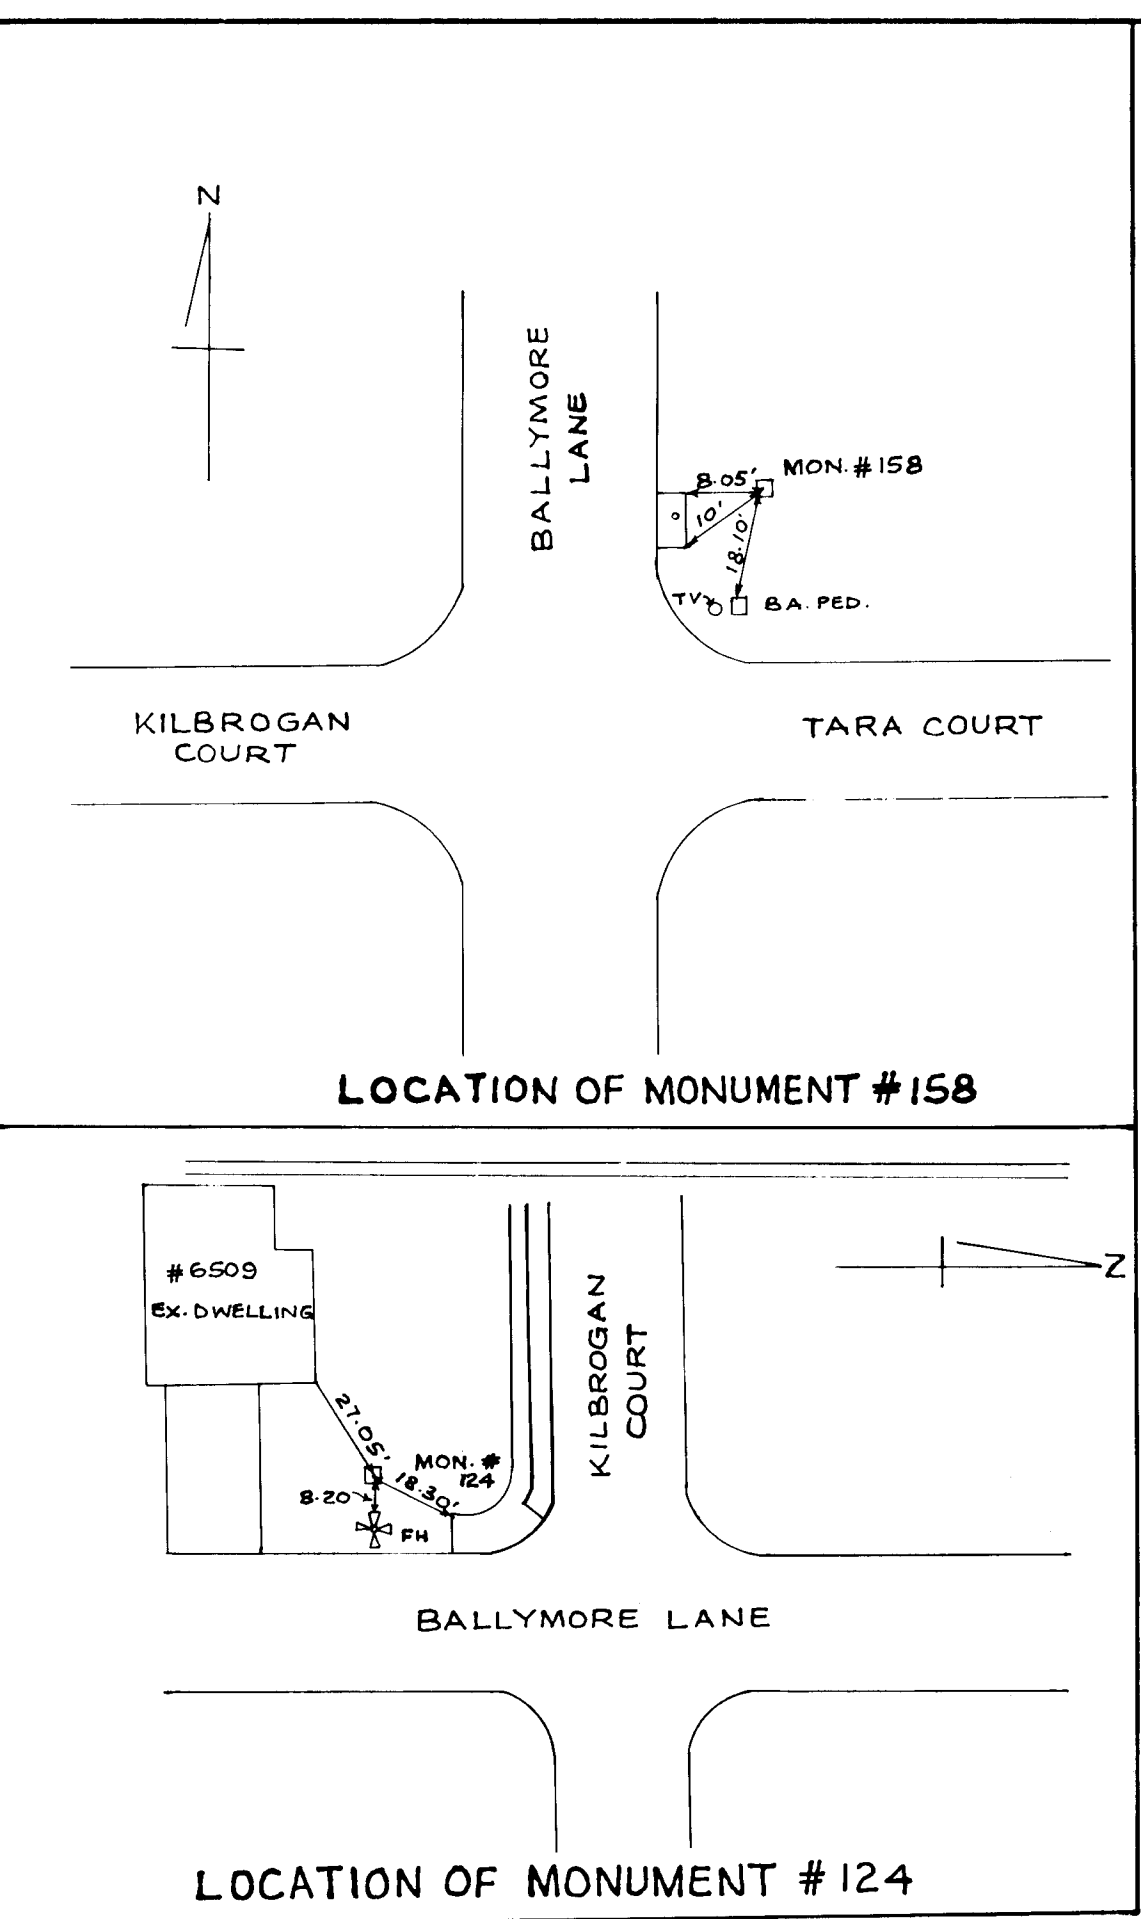 N
BALLYMORE
LANE
MON. #158
8.05'
10'
18.10'
TV
BA. PED.
KILBROGAN
COURT
TARA COURT
LOCATION OF MONUMENT #158
#6509
EX. DWELLING
N
KILBROGAN
COURT
27.05'
MON. #
124
18.30'
8.20
FH
BALLYMORE LANE
LOCATION OF MONUMENT #124